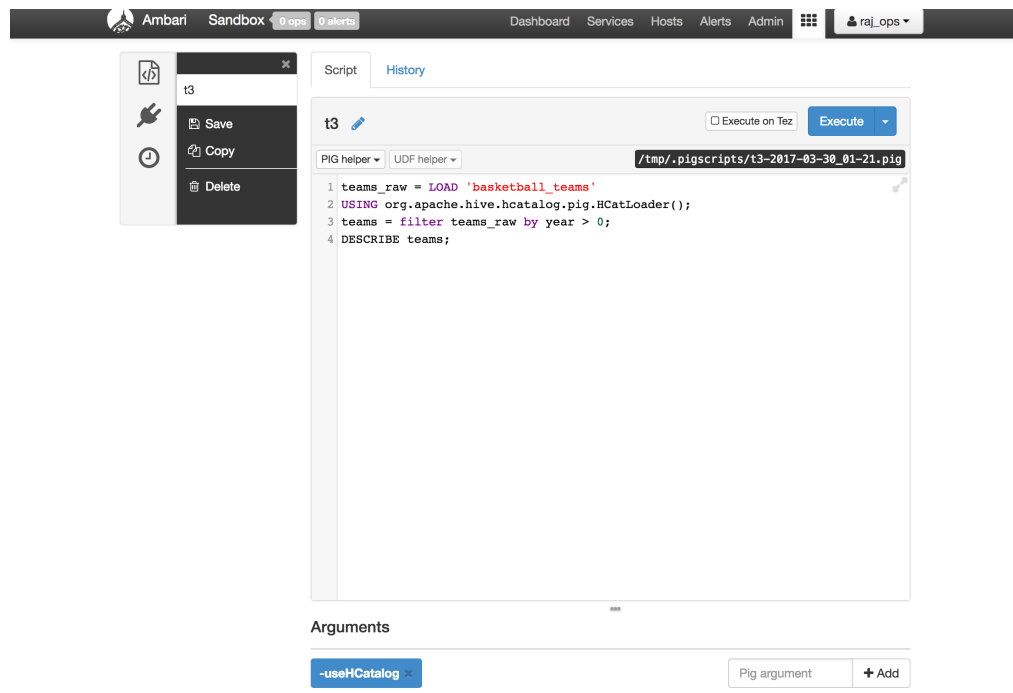 Ambari Sandbox 0 ops 0 alerts Dashboard Services Hosts Alerts Admin raj_ops
t3
Save
Copy
Delete
Script History
t3 Execute on Tez Execute
PIG helper UDF helper /tmp/.pigscripts/t3-2017-03-30_01-21.pig
1 teams_raw = LOAD 'basketball_teams'
2 USING org.apache.hive.hcatalog.pig.HCatLoader();
3 teams = filter teams_raw by year > 0;
4 DESCRIBE teams;
Arguments
-useHCatalog × Pig argument + Add